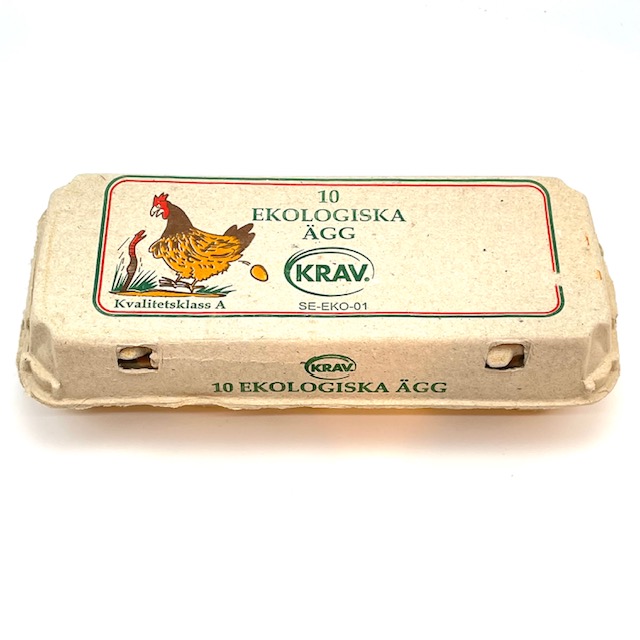 10
EKOLOGISKA
ÄGG
KRAV®
SE-EKO-01
Kvalitetsklass A
KRAV
10 EKOLOGISKA ÄGG